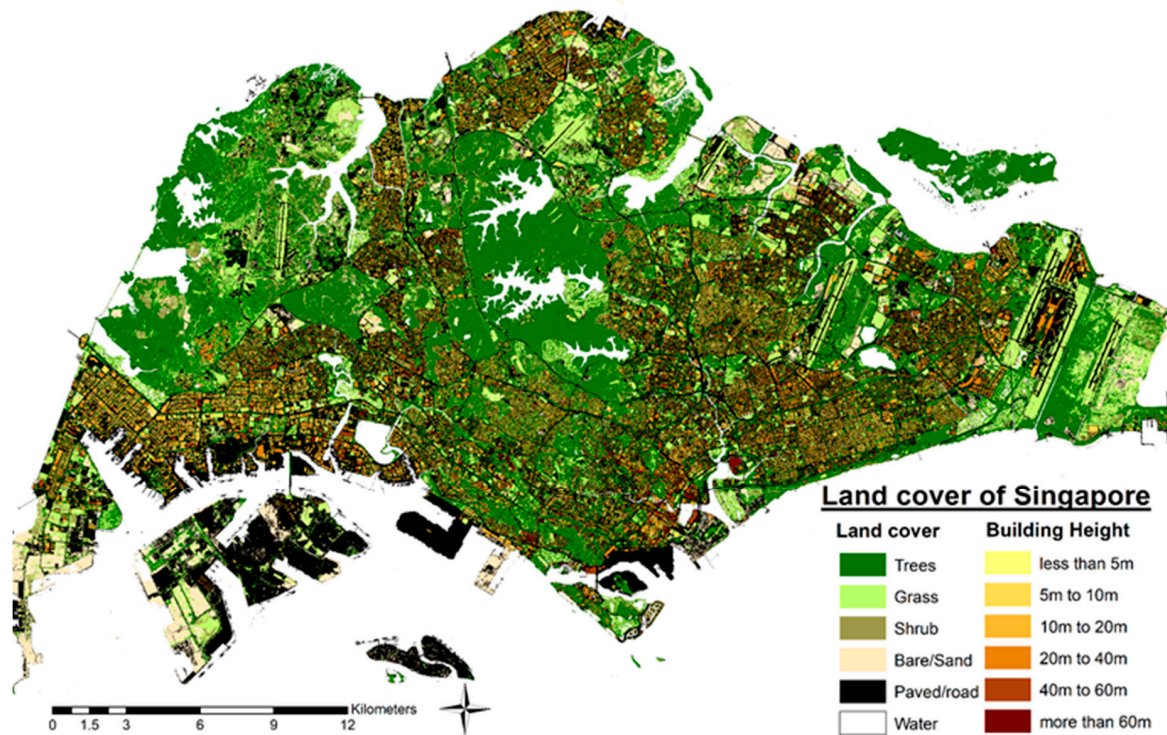 Land cover of Singapore
Land cover
Building Height
Trees
less than 5m
Grass
5m to 10m
Shrub
10m to 20m
Bare/Sand
20m to 40m
Paved/road
40m to 60m
Water
more than 60m
Kilometers
0 1.5 3 6 9 12